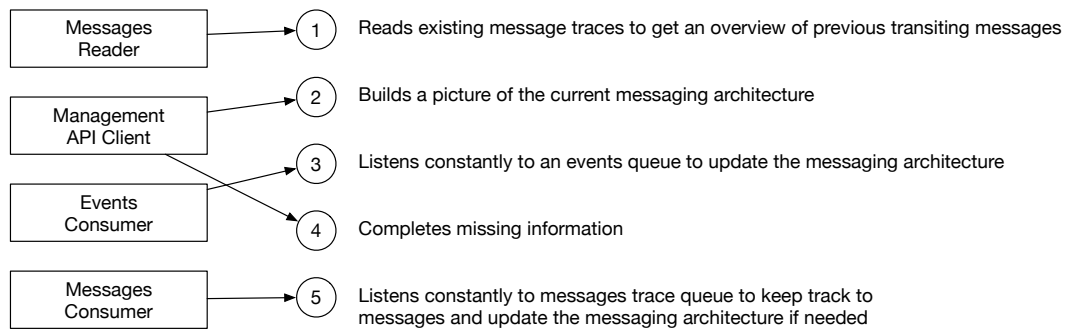 Messages
Reader
1
Reads existing message traces to get an overview of previous transiting messages
Management
API Client
2
Builds a picture of the current messaging architecture
3
Listens constantly to an events queue to update the messaging architecture
Events
Consumer
4
Completes missing information
Messages
Consumer
5
Listens constantly to messages trace queue to keep track to
messages and update the messaging architecture if needed